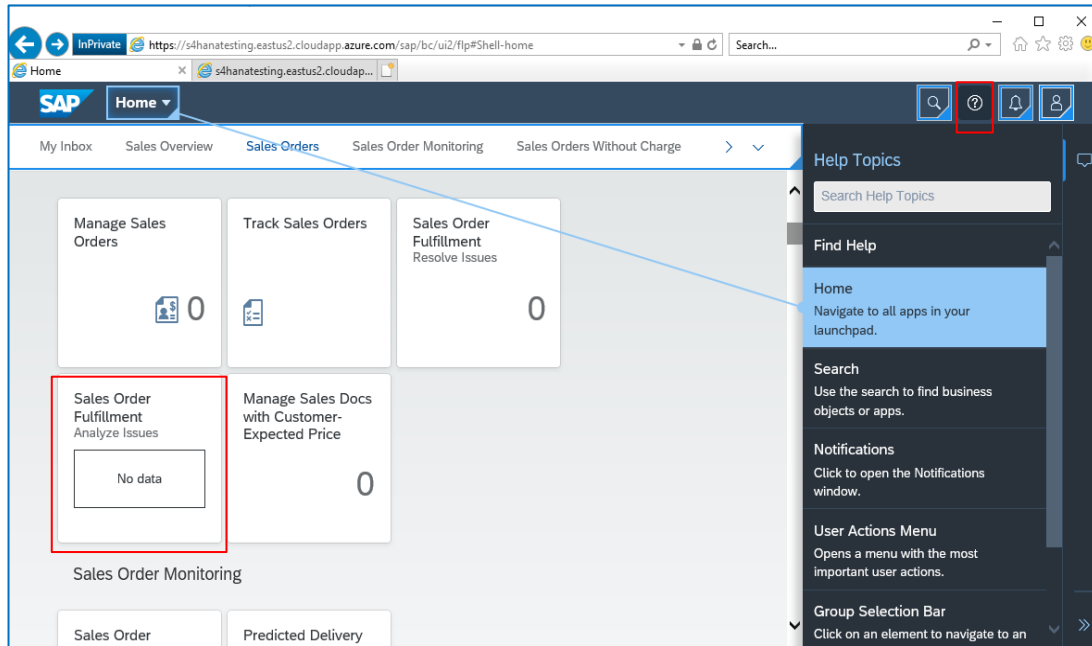 InPrivate https://s4hanatesting.eastus2.cloudapp.azure.com/sap/bc/ui2/flp#Shell-home Search...
Home s4hanatesting.eastus2.cloudap...
SAP Home
My Inbox Sales Overview Sales Orders Sales Order Monitoring Sales Orders Without Charge
Manage Sales
Orders
0
Track Sales Orders
Sales Order
Fulfillment
Resolve Issues
0
Sales Order
Fulfillment
Analyze Issues
No data
Manage Sales Docs
with Customer-
Expected Price
0
Sales Order Monitoring
Sales Order
Predicted Delivery
Help Topics
Search Help Topics
Find Help
Home
Navigate to all apps in your
launchpad.
Search
Use the search to find business
objects or apps.
Notifications
Click to open the Notifications
window.
User Actions Menu
Opens a menu with the most
important user actions.
Group Selection Bar
Click on an element to navigate to an